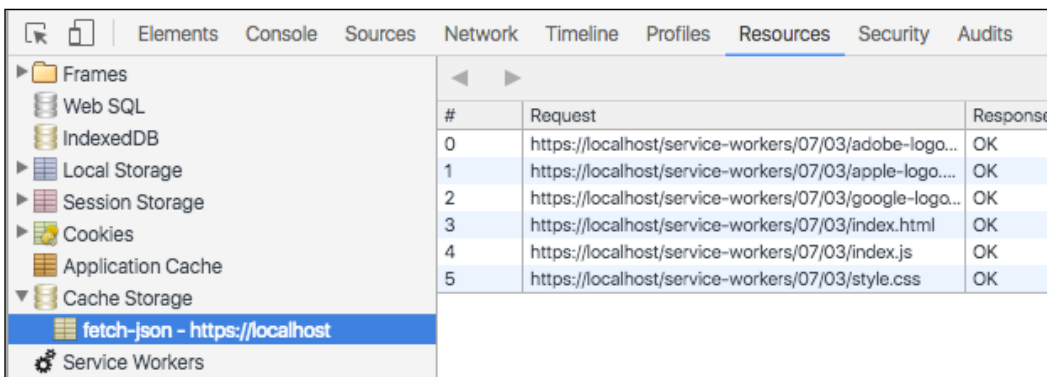 Elements Console Sources Network Timeline Profiles Resources Security Audits
Frames
Web SQL
IndexedDB
Local Storage
Session Storage
Cookies
Application Cache
Cache Storage
fetch-json - https://localhost
Service Workers
# Request Response
0 https://localhost/service-workers/07/03/adobe-logo... OK
1 https://localhost/service-workers/07/03/apple-logo.... OK
2 https://localhost/service-workers/07/03/google-logo... OK
3 https://localhost/service-workers/07/03/index.html OK
4 https://localhost/service-workers/07/03/index.js OK
5 https://localhost/service-workers/07/03/style.css OK